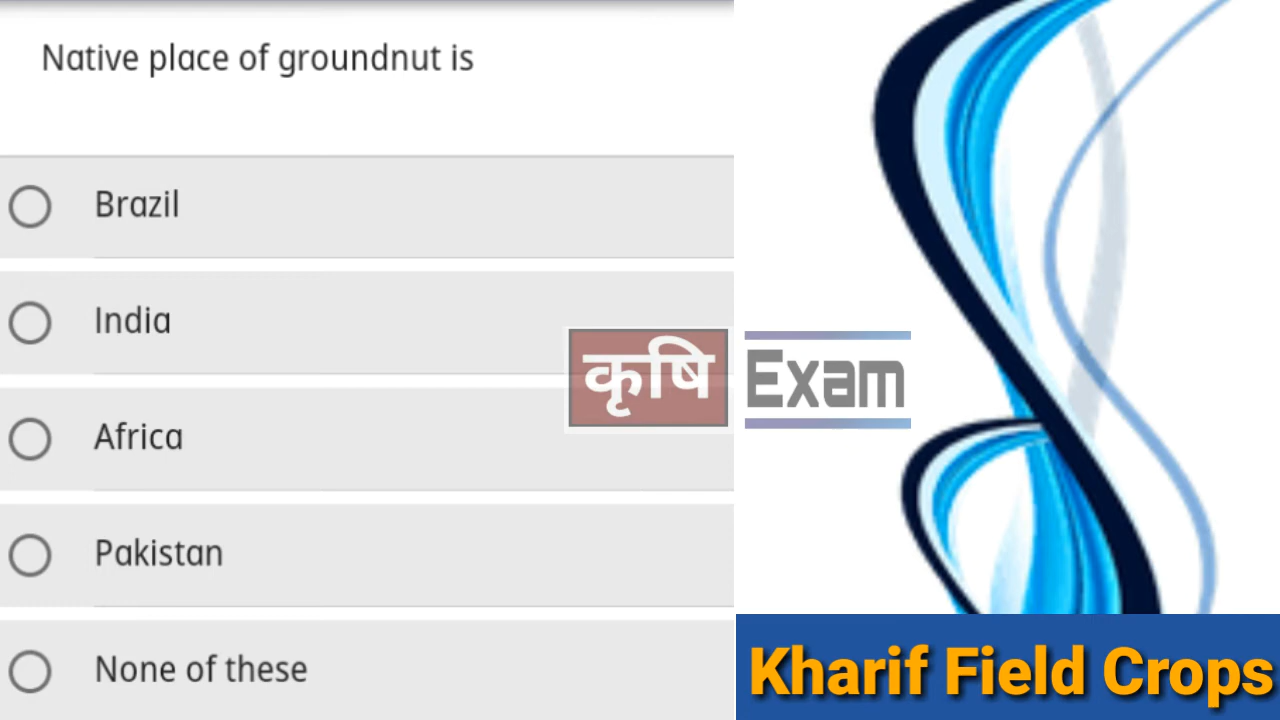 Native place of groundnut is
Brazil
India
कृषि Exam
Africa
Pakistan
None of these
Kharif Field Crops